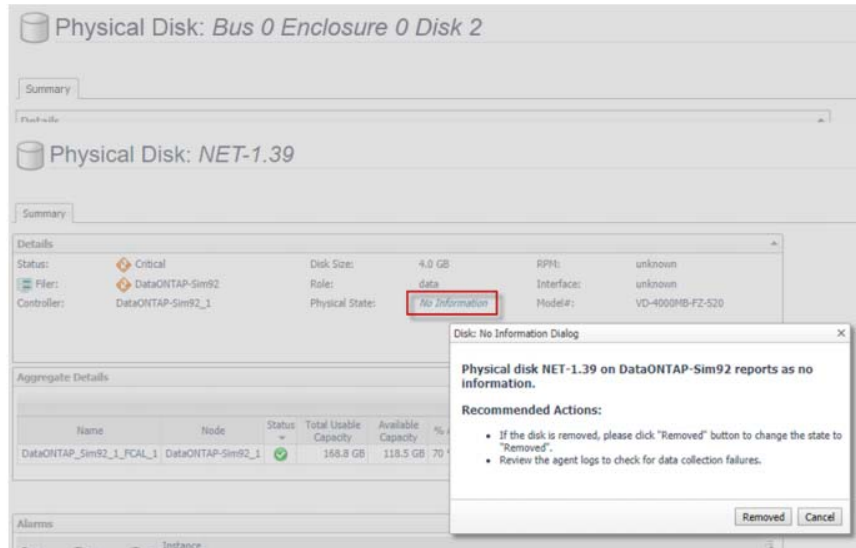 Physical Disk: Bus 0 Enclosure 0 Disk 2
Summary
Details
Physical Disk: NET-1.39
Summary
Details
Status: Critical Disk Size: 4.0 GB RPM: unknown
Filer: DataONTAP-Sim92 Role: data Interface: unknown
Controller: DataONTAP-Sim92_1 Physical State: No Information Model#: VD-4000MB-FZ-520
Disk: No Information Dialog
Physical disk NET-1.39 on DataONTAP-Sim92 reports as no
information.
Recommended Actions:
• If the disk is removed, please click "Removed" button to change the state to
"Removed".
• Review the agent logs to check for data collection failures.
Removed Cancel
Aggregate Details
Name Node Status Total Usable Capacity Available Capacity %
DataONTAP_Sim92_1_FCAL_1 DataONTAP-Sim92_1 168.8 GB 118.5 GB 70
Alarms
Instance